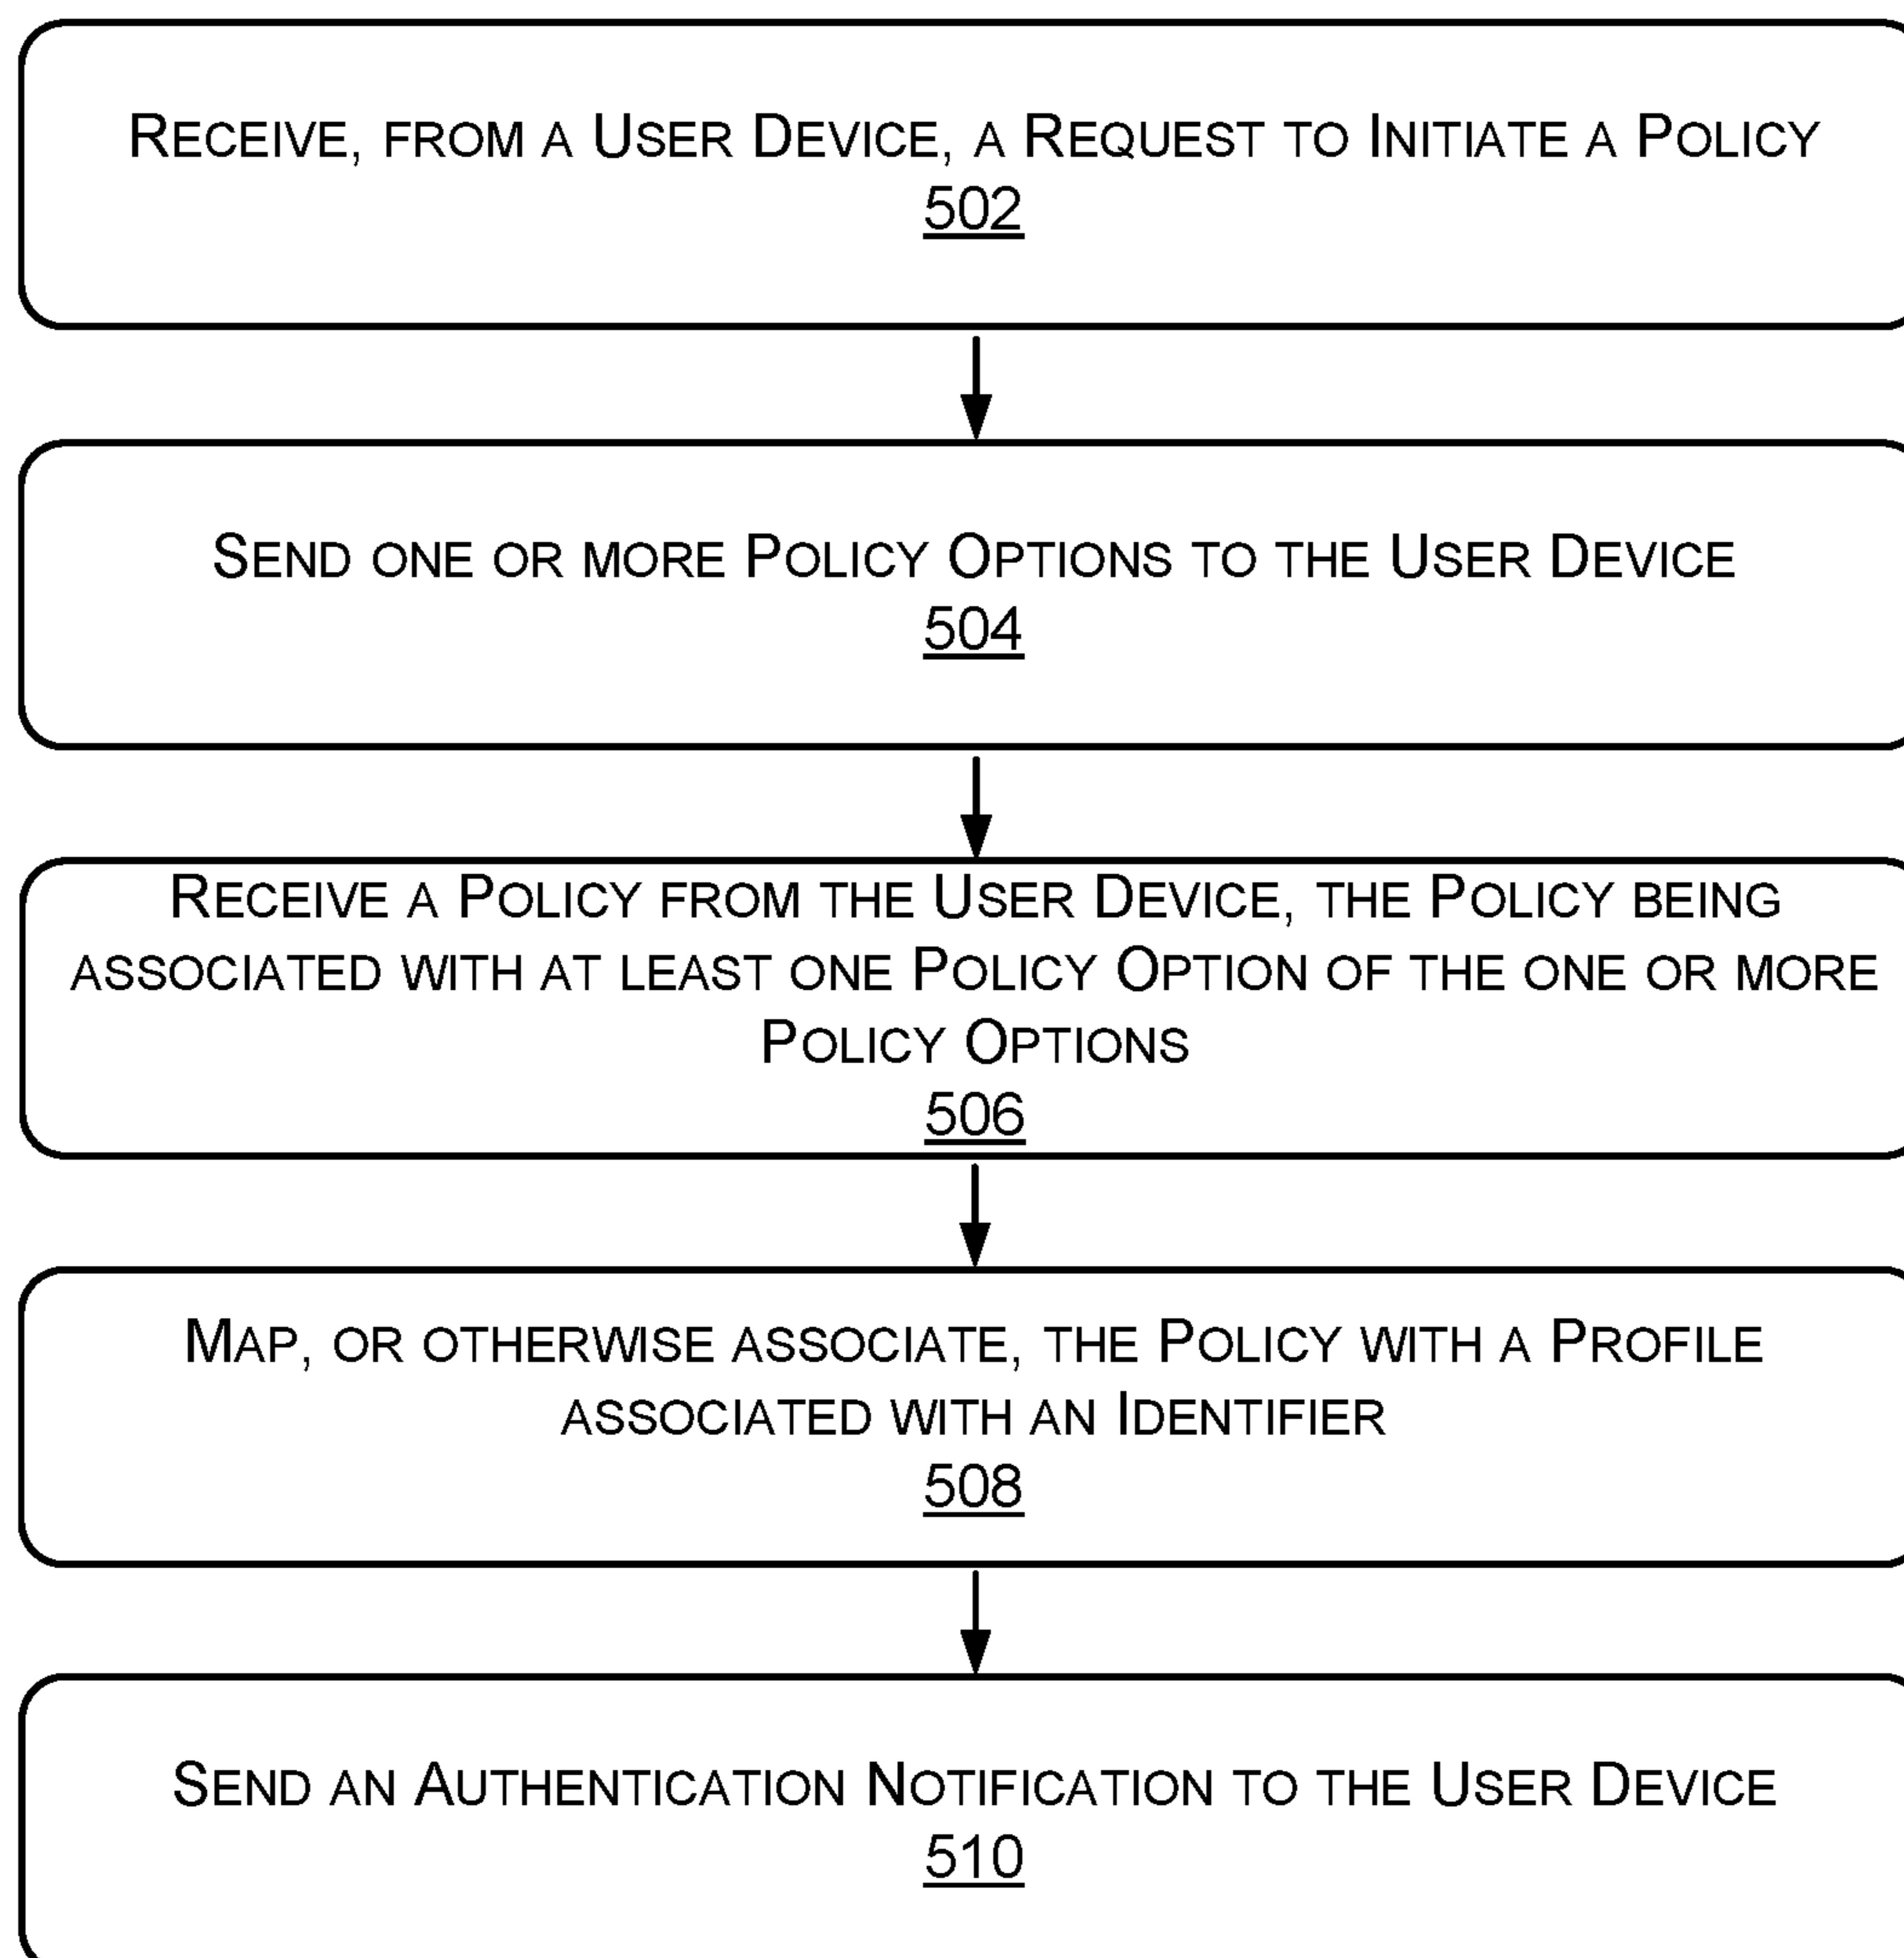 Receive, from a User Device, a Request to Initiate a Policy
502
Send one or more Policy Options to the User Device
504
Receive a Policy from the User Device, the Policy being
associated with at least one Policy Option of the one or more
Policy Options
506
Map, or otherwise associate, the Policy with a Profile
associated with an Identifier
508
Send an Authentication Notification to the User Device
510